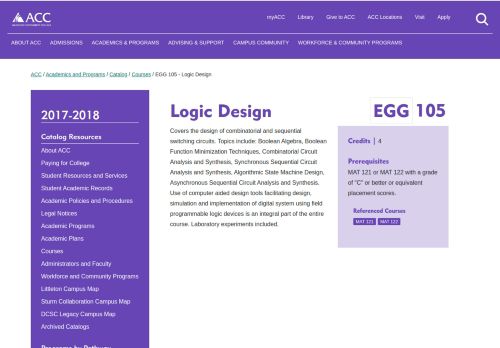 ACC
myACC Library Give to ACC ACC Locations Visit Apply
ABOUT ACC ADMISSIONS ACADEMICS & PROGRAMS ADVISING & SUPPORT CAMPUS COMMUNITY WORKFORCE & COMMUNITY PROGRAMS
ACC / Academics and Programs / Catalog / Courses / EGG 105 - Logic Design
2017-2018
Catalog Resources
About ACC
Paying for College
Student Resources and Services
Student Academic Records
Academic Policies and Procedures
Legal Notices
Academic Programs
Academic Plans
Courses
Administrators and Faculty
Workforce and Community Programs
Littleton Campus Map
Sturm Collaboration Campus Map
DCSC Legacy Campus Map
Archived Catalogs
Programs by Pathway
Logic Design
Covers the design of combinatorial and sequential
switching circuits. Topics include: Boolean Algebra, Boolean
Function Minimization Techniques, Combinatorial Circuit
Analysis and Synthesis, Synchronous Sequential Circuit
Analysis and Synthesis, Algorithmic State Machine Design,
Asynchronous Sequential Circuit Analysis and Synthesis.
Use of computer aided design tools facilitating design,
simulation and implementation of digital system using field
programmable logic devices is an integral part of the entire
course. Laboratory experiments included.
EGG 105
Credits | 4
Prerequisites
MAT 121 or MAT 122 with a grade
of "C" or better or equivalent
placement scores.
Referenced Courses
MAT 121 MAT 122